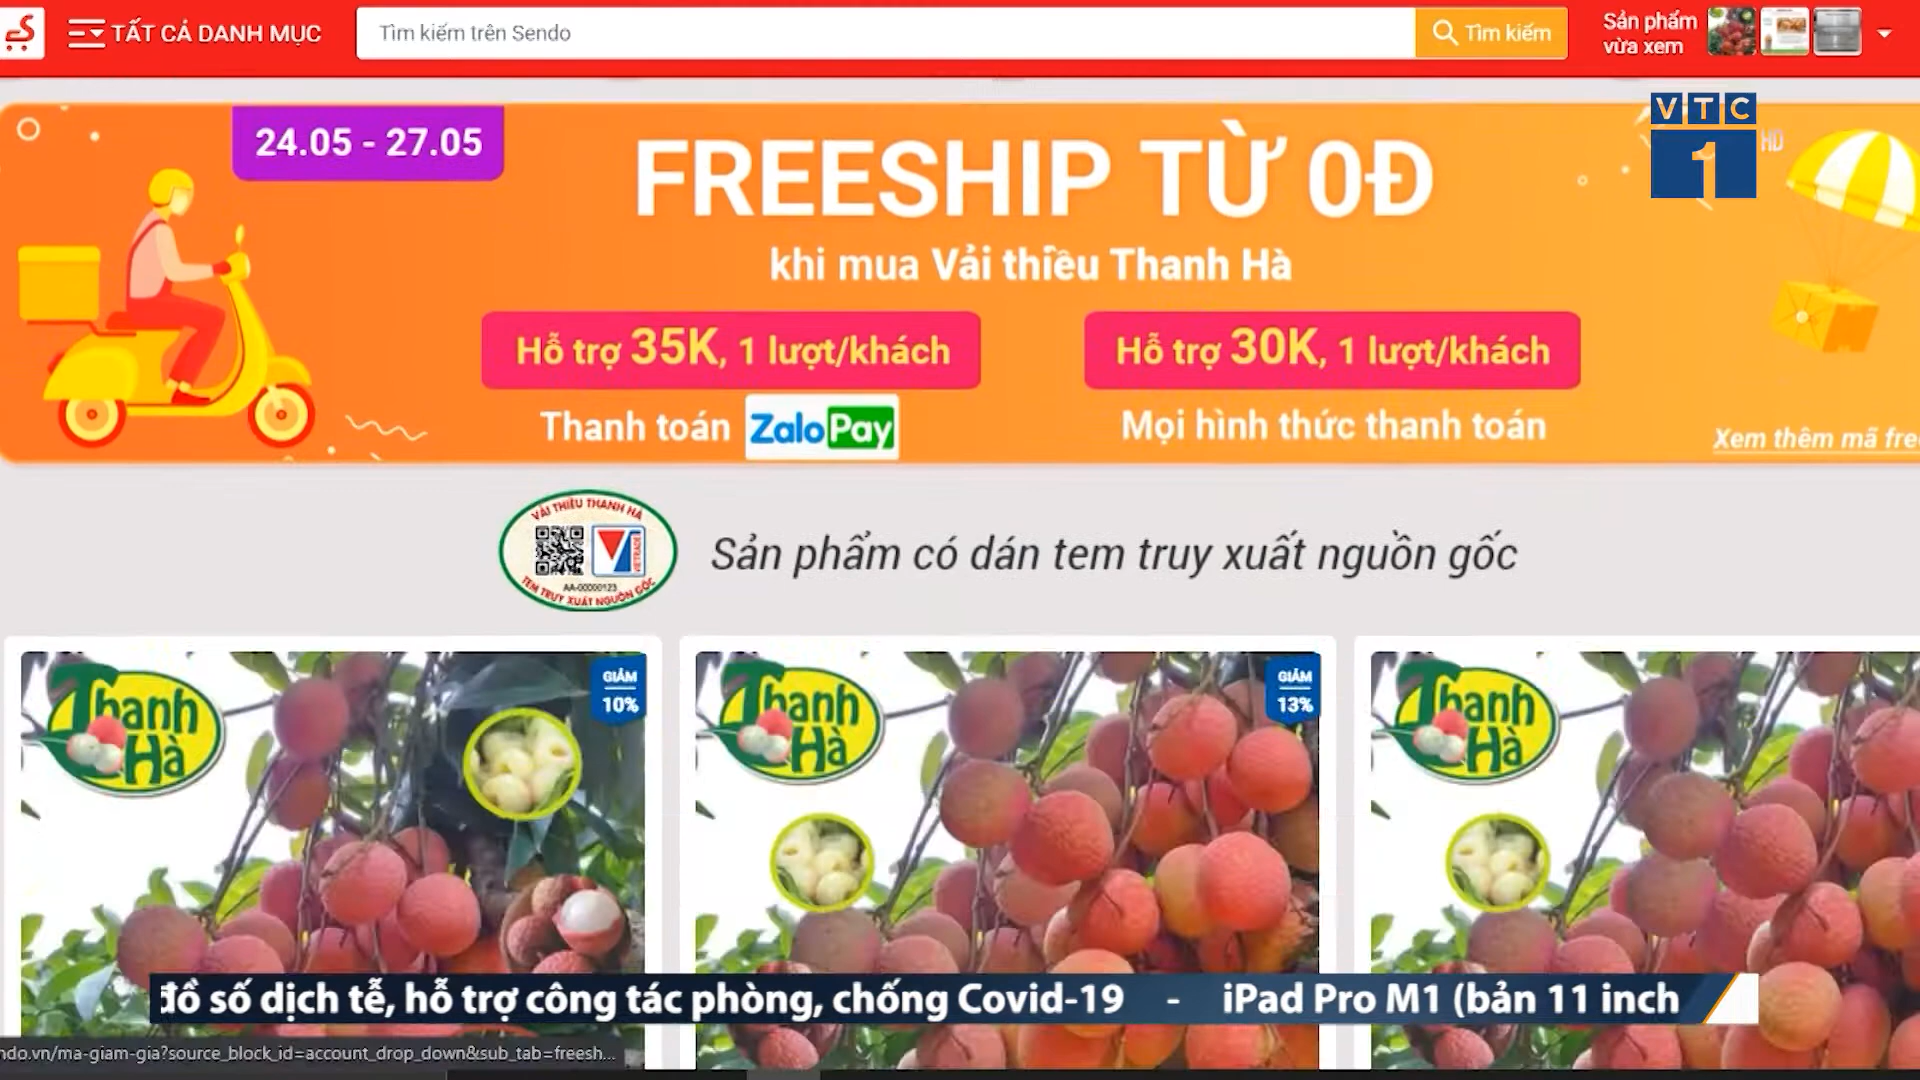 TẤT CẢ DANH MỤC
Tìm kiếm trên Sendo
Tìm kiếm
Sản phẩm
vừa xem
VTC
1
HD
24.05 - 27.05
FREESHIP TỪ 0Đ
khi mua Vải thiều Thanh Hà
Hỗ trợ 35K, 1 lượt/khách
Hỗ trợ 30K, 1 lượt/khách
Thanh toán ZaloPay
Mọi hình thức thanh toán
Xem thêm mã free
VẢI THIỀU THANH HÀ
VIETRADE
AA-00000123
TEM TRUY XUẤT NGUỒN GỐC
Sản phẩm có dán tem truy xuất nguồn gốc
Thanh
Hà
GIẢM
10%
Thanh
Hà
GIẢM
13%
Thanh
Hà
đồ số dịch tễ, hỗ trợ công tác phòng, chống Covid-19 - iPad Pro M1 (bản 11 inch
ndo.vn/ma-giam-gia?source_block_id=account_drop_down&sub_tab=freesh...